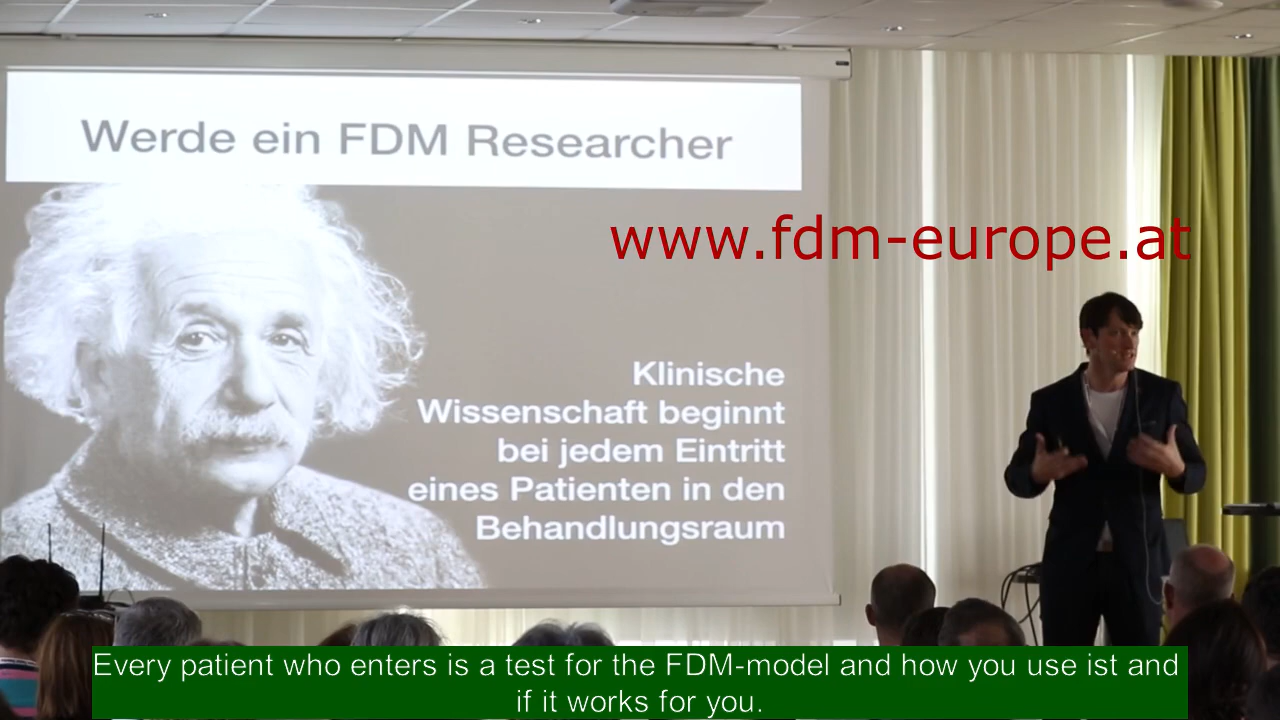 Werde ein FDM Researcher
www.fdm-europe.at
Klinische
Wissenschaft beginnt
bei jedem Eintritt
eines Patienten in den
Behandlungsraum
Every patient who enters is a test for the FDM-model and how you use ist and
if it works for you.